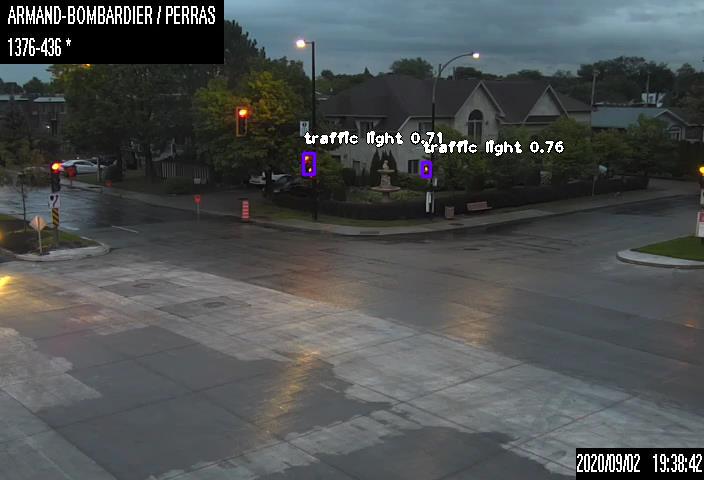 ARMAND-BOMBARDIER / PERRAS
1376-436 *
traffic light 0.71
traffic light 0.76
2020/09/02 19:38:42